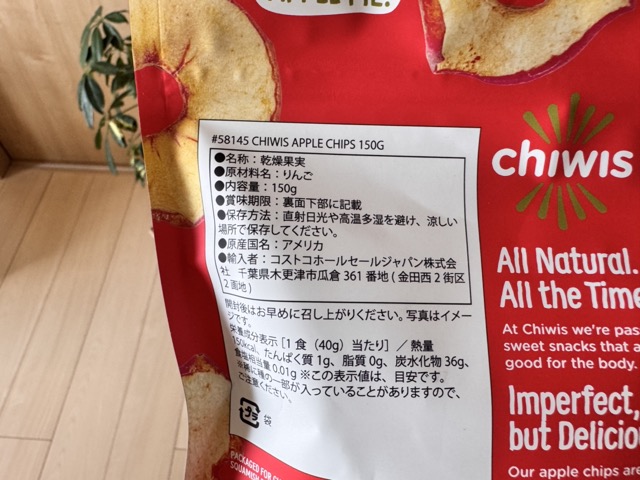 #58145 CHIWIS APPLE CHIPS 150G
●名称：乾燥果実
●原材料名：りんご
●内容量：150g
●賞味期限：裏面下部に記載
●保存方法：直射日光や高温多湿を避け、涼しい
場所で保存してください。
●原産国名：アメリカ
●輸入者：コストコホールセールジャパン株式会
社 千葉県木更津市瓜倉 361 番地 ( 金田西 2 街区
2 画地 )
開封後はお早めに召し上がりください。写真はイメー
ジです。
栄養成分表示 [ 1 食（40g）当たり ] ／ 熱量
150kcal、たんぱく質 1g、脂質 0g、炭水化物 36g、
食塩相当量 0.01g ※この表示値は、目安です。
※稀に種の一部が入っていることがありますので、
ご注意ください。
プラ
袋
chiwis
All Natural.
All the Time
At Chiwis we're pas
sweet snacks that a
good for the body.
Imperfect,
but Delicio
Our apple chips are
PACKAGED FOR
SQUAMISH